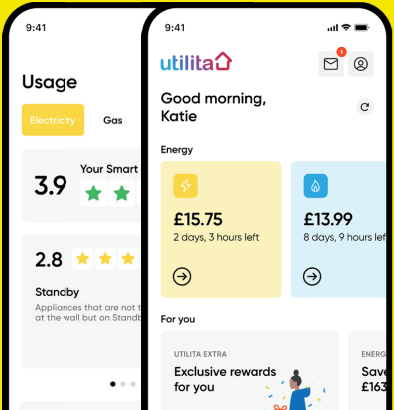 9:41
Usage
Electricity Gas
3.9
Your Smart
2.8
Standby
Appliances that are not t
at the wall but on Standb
9:41
utilita
1
Good morning,
Katie
Energy
£15.75
2 days, 3 hours left
£13.99
8 days, 9 hours lef
For you
UTILITA EXTRA
Exclusive rewards
for you
ENERG
Save
£163